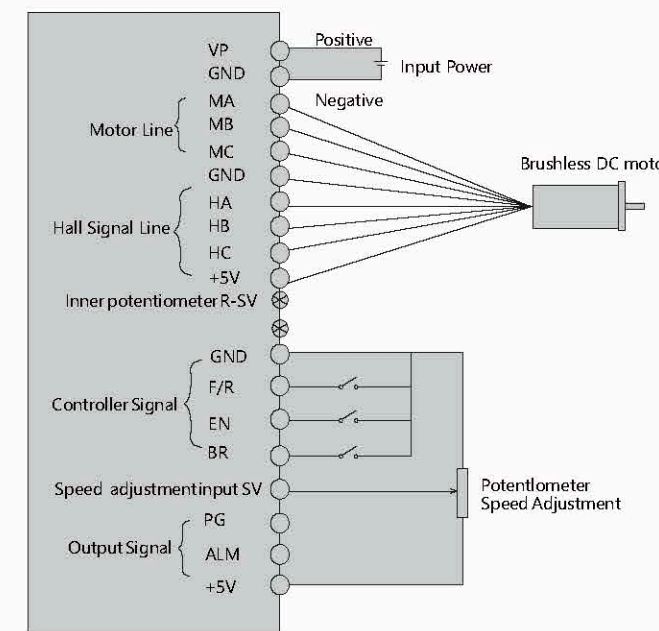 VP
Positive
GND
Input Power
MA
Negative
Motor Line
MB
MC
GND
Brushless DC moto
HA
Hall Signal Line
HB
HC
+5V
Inner potentiometer R-SV
GND
F/R
Controller Signal
EN
BR
Speed adjustmentinput SV
Potentlometer
Speed Adjustment
PG
Output Signal
ALM
+5V